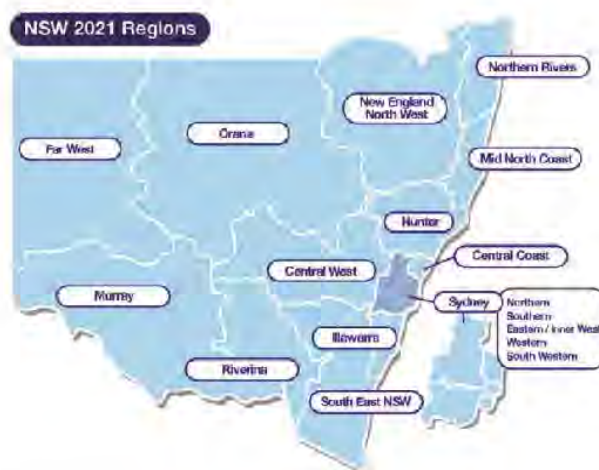 NSW 2021 Regions
Northern Rivers
New England
North West
Orana
Far West
Mid North Coast
Hunter
Central Coast
Central West
Murray
Sydney
Northern
Southern
Eastern / Inner West
Western
South Western
Illawarra
Riverina
South East NSW